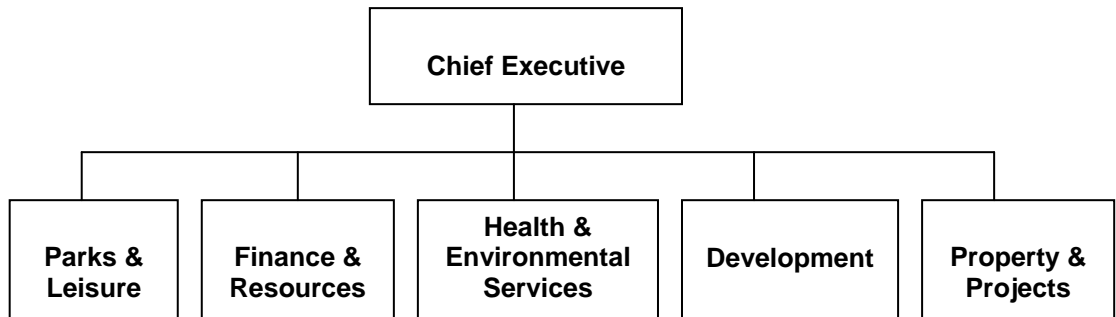 Chief Executive
Parks &
Leisure
Finance &
Resources
Health &
Environmental
Services
Development
Property &
Projects